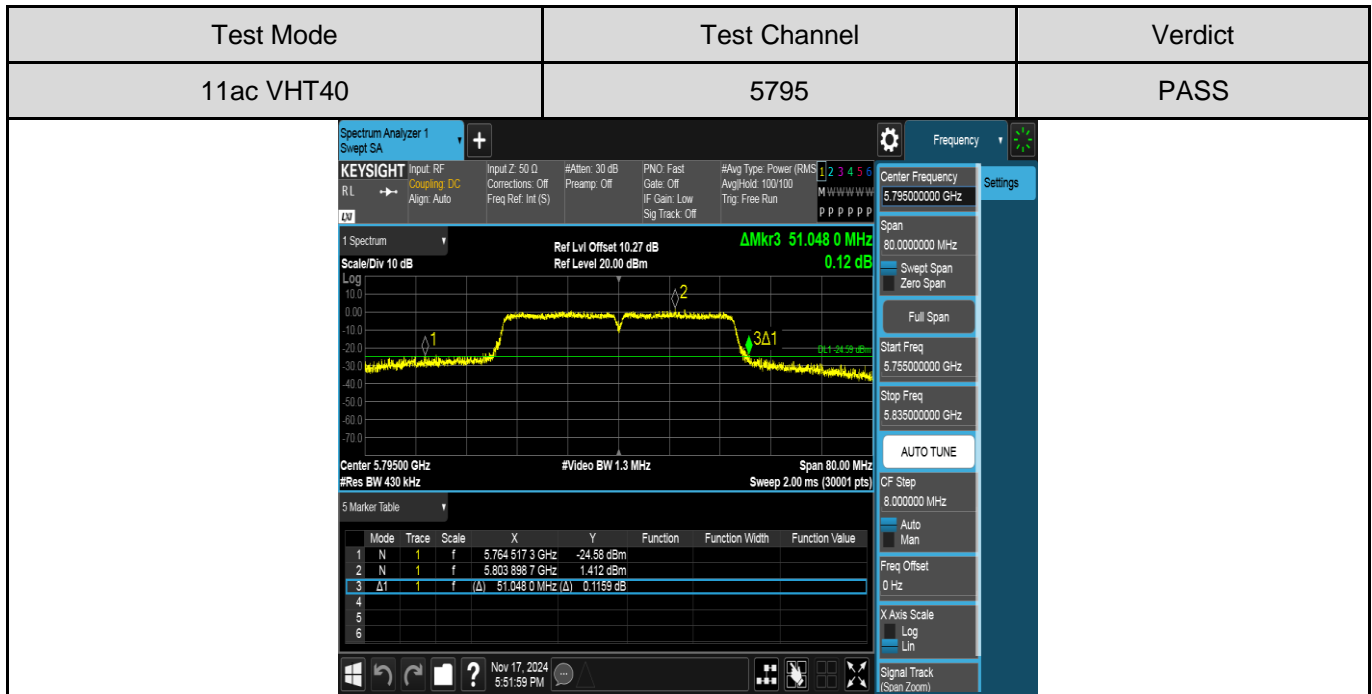 Test Mode Test Channel Verdict
11ac VHT40 5795 PASS
Spectrum Analyzer 1
Swept SA
+
Frequency
KEYSIGHT Input: RF Input Z: 50 Ω #Atten: 30 dB PNO: Fast #Avg Type: Power (RMS 1 2 3 4 5 6
RL Coupling: DC Corrections: Off Preamp: Off Gate: Off Avg|Hold: 100/100 M W W W W W
Align: Auto Freq Ref: Int (S) IF Gain: Low Trig: Free Run
LXI Sig Track: Off P P P P P P
Center Frequency
5.795000000 GHz
Settings
1 Spectrum
Ref Lvl Offset 10.27 dB ΔMkr3 51.048 0 MHz
Scale/Div 10 dB Ref Level 20.00 dBm 0.12 dB
Log
10.0
0.00
-10.0
-20.0
-30.0
-40.0
-50.0
-60.0
-70.0
1
2
3Δ1
DL1 -24.59 dBm
Center 5.79500 GHz #Video BW 1.3 MHz Span 80.00 MHz
#Res BW 430 kHz Sweep 2.00 ms (30001 pts)
Span
80.0000000 MHz
Swept Span
Zero Span
Full Span
Start Freq
5.755000000 GHz
Stop Freq
5.835000000 GHz
AUTO TUNE
CF Step
8.000000 MHz
Auto
Man
Freq Offset
0 Hz
X Axis Scale
Log
Lin
Signal Track
(Span Zoom)
5 Marker Table
Mode Trace Scale X Y Function Function Width Function Value
1 N 1 f 5.764 517 3 GHz -24.58 dBm
2 N 1 f 5.803 898 7 GHz 1.412 dBm
3 Δ1 1 f (Δ) 51.048 0 MHz (Δ) 0.1159 dB
4
5
6
? Nov 17, 2024
5:51:59 PM